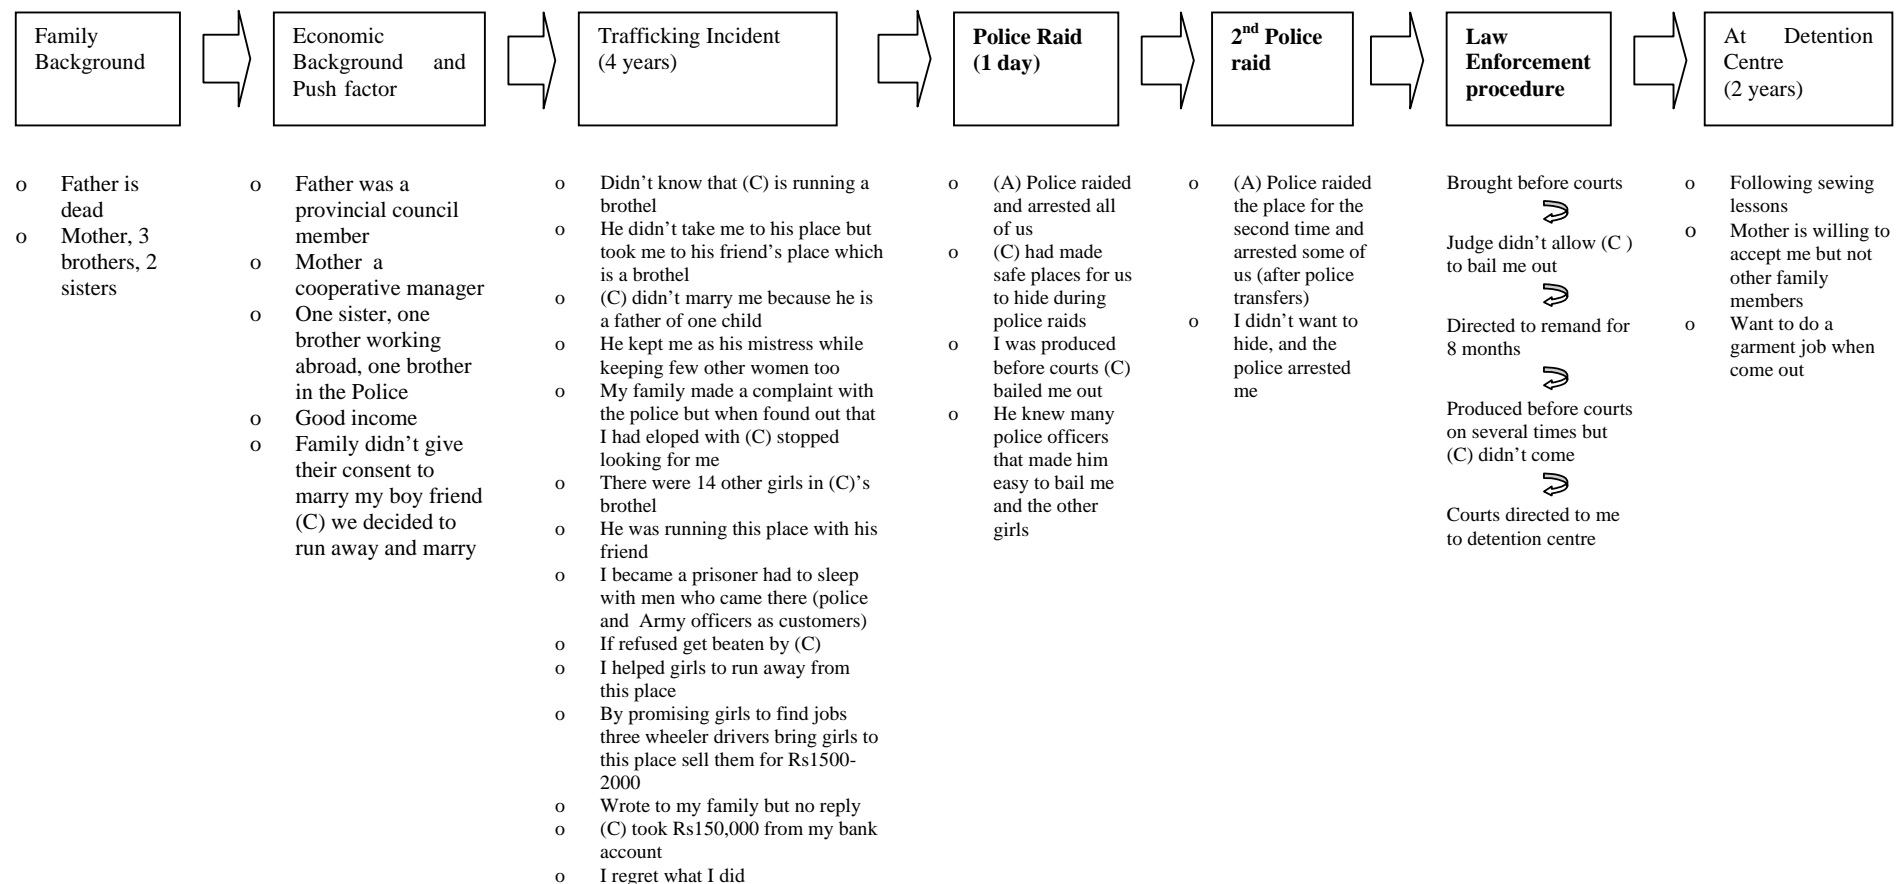 Family
Background
Economic
Background and
Push factor
Trafficking Incident
(4 years)
Police Raid
(1 day)
2nd Police
raid
Law
Enforcement
procedure
At Detention
Centre
(2 years)
o Father is
dead
o Mother, 3
brothers, 2
sisters
o Father was a
provincial council
member
o Mother a
cooperative manager
o One sister, one
brother working
abroad, one brother
in the Police
o Good income
o Family didn’t give
their consent to
marry my boy friend
(C) we decided to
run away and marry
o Didn’t know that (C) is running a
brothel
o He didn’t take me to his place but
took me to his friend’s place which
is a brothel
o (C) didn’t marry me because he is
a father of one child
o He kept me as his mistress while
keeping few other women too
o My family made a complaint with
the police but when found out that
I had eloped with (C) stopped
looking for me
o There were 14 other girls in (C)’s
brothel
o He was running this place with his
friend
o I became a prisoner had to sleep
with men who came there (police
and Army officers as customers)
o If refused get beaten by (C)
o I helped girls to run away from
this place
o By promising girls to find jobs
three wheeler drivers bring girls to
this place sell them for Rs1500-
2000
o Wrote to my family but no reply
o (C) took Rs150,000 from my bank
account
o I regret what I did
o (A) Police raided
and arrested all
of us
o (C) had made
safe places for us
to hide during
police raids
o I was produced
before courts (C)
bailed me out
o He knew many
police officers
that made him
easy to bail me
and the other
girls
o (A) Police raided
the place for the
second time and
arrested some of
us (after police
transfers)
o I didn’t want to
hide, and the
police arrested
me
Brought before courts
Judge didn’t allow (C )
to bail me out
Directed to remand for
8 months
Produced before courts
on several times but
(C) didn’t come
Courts directed to me
to detention centre
o Following sewing
lessons
o Mother is willing to
accept me but not
other family
members
o Want to do a
garment job when
come out